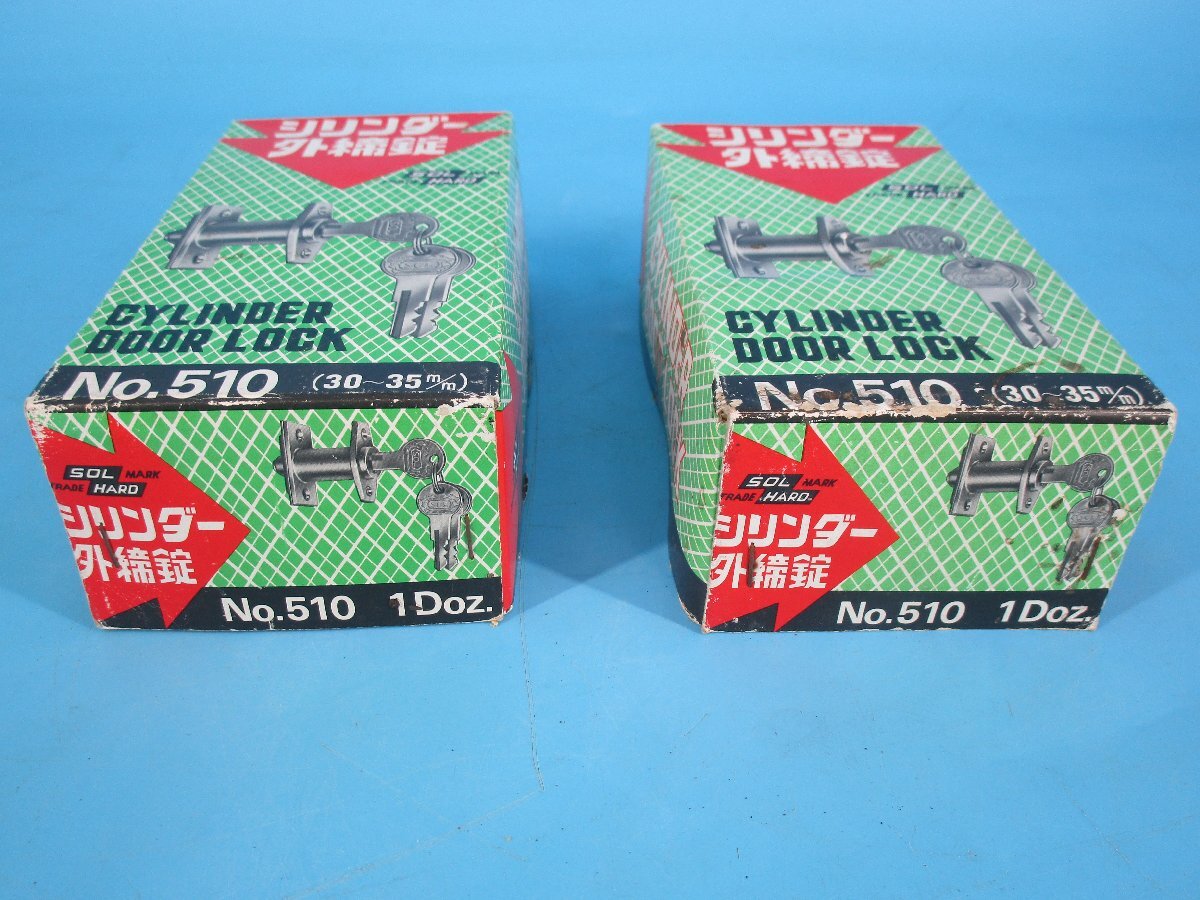 シリンダー
外締錠
SOL
HARD
CYLINDER
DOOR LOCK
No.510 (30～35m/m)
SOL MARK
TRADE HARD
シリンダー
外締錠
No.510 1Doz.
シリンダー
外締錠
SOL
HARD
CYLINDER
DOOR LOCK
No.510 (30～35m/m)
SOL MARK
TRADE HARD
シリンダー
外締錠
No.510 1Doz.